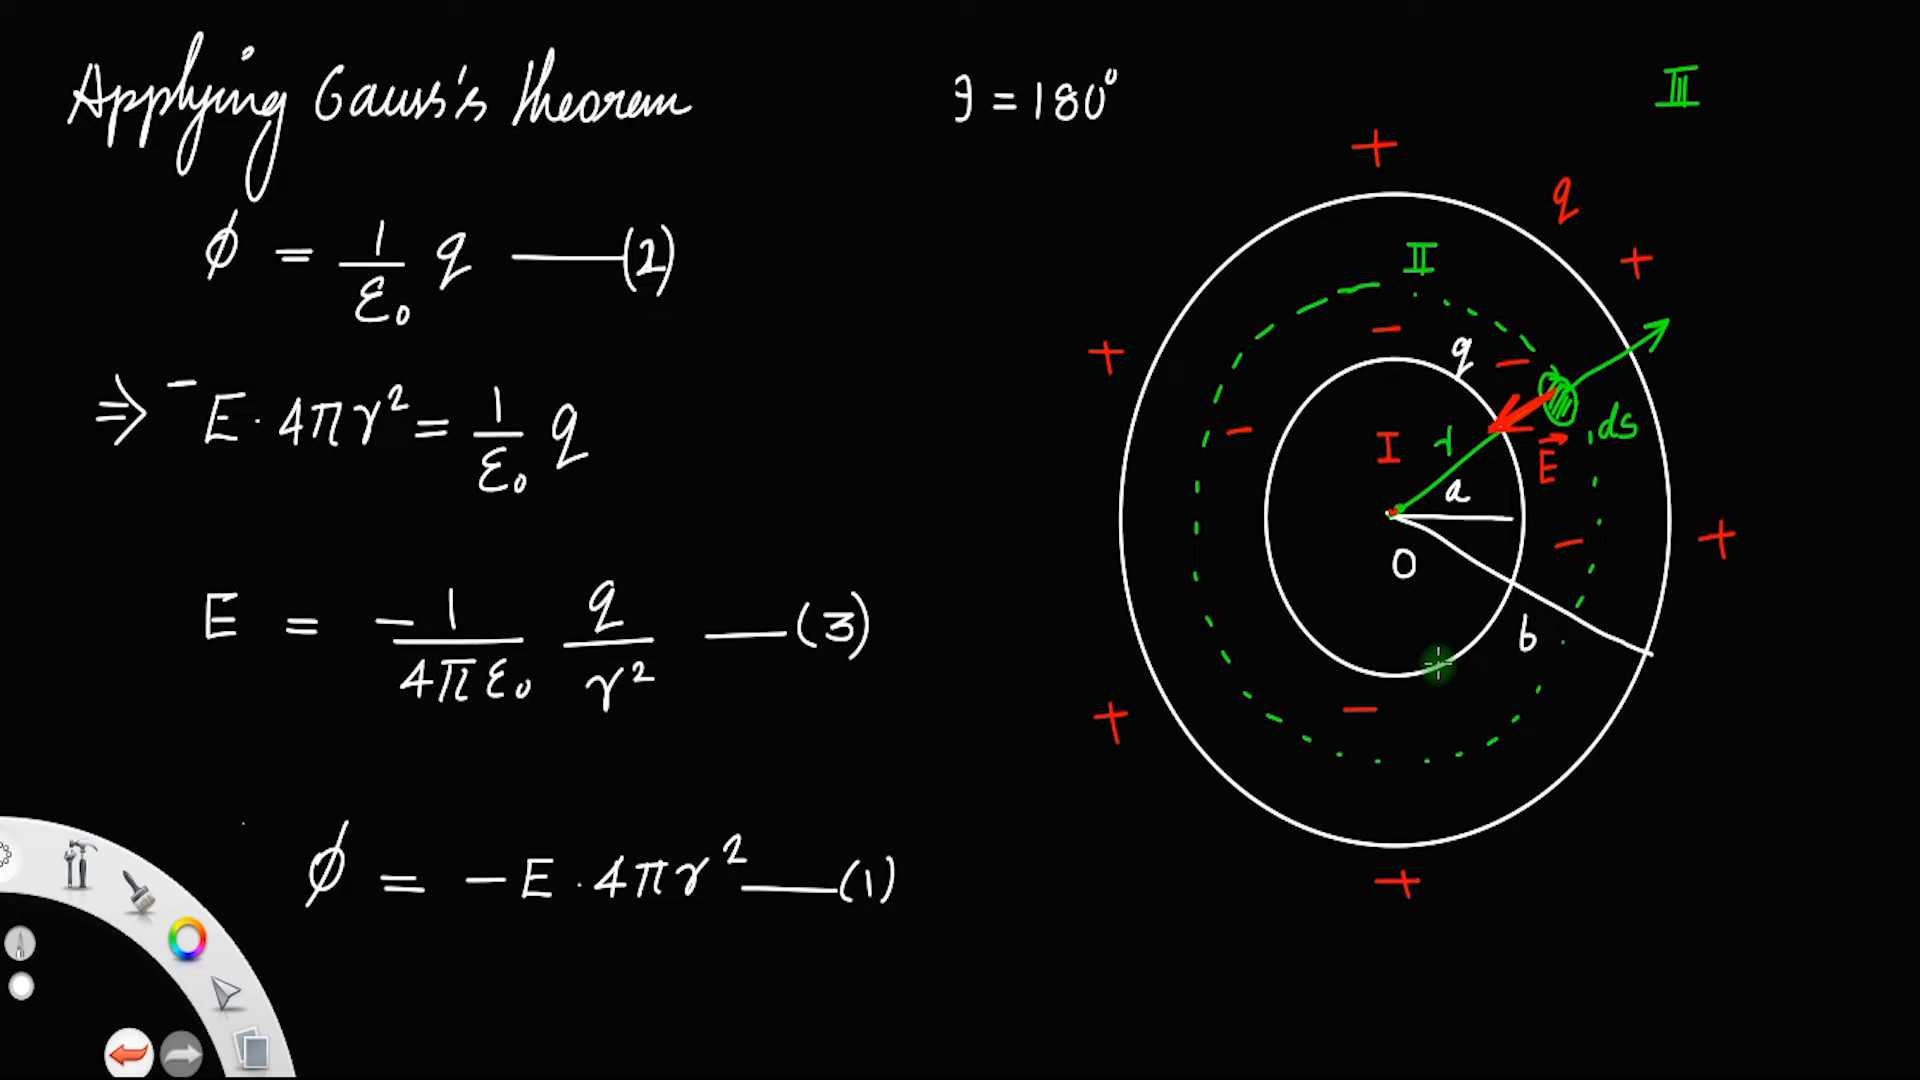 Applying Gauss's theorem
ϕ = 1/ε₀ q —— (2)
⇒ - E · 4πr² = 1/ε₀ q
E = -1/4πε₀ q/r² —— (3)
ϕ = - E · 4πr² —— (1)
= 180°
III
+
q
+
II
-
+
q
-
ds
-
I
r
E⃗
a
+
-
O
b
-
+
+